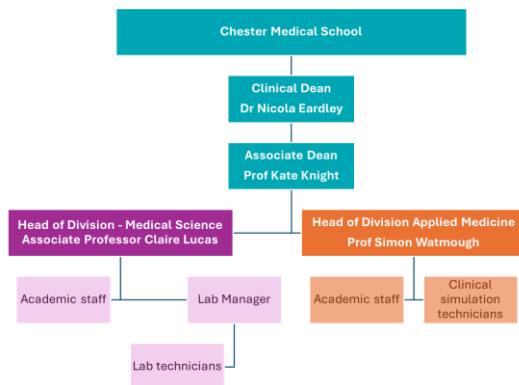 Chester Medical School
Clinical Dean
Dr Nicola Eardley
Associate Dean
Prof Kate Knight
Head of Division - Medical Science
Associate Professor Claire Lucas
Head of Division Applied Medicine
Prof Simon Watmough
Academic staff
Lab Manager
Academic staff
Clinical
simulation
technicians
Lab technicians